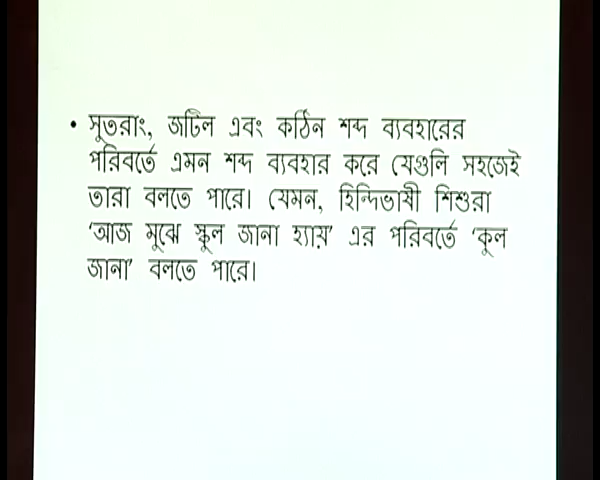 • সুতরাং, জটিল এবং কঠিন শব্দ ব্যবহারের
পরিবর্তে এমন শব্দ ব্যবহার করে যেগুলি সহজেই
তারা বলতে পারে। যেমন, হিন্দিভাষী শিশুরা
‘আজ মুঝে স্কুল জানা হ্যায়’ এর পরিবর্তে ‘কুল
জানা’ বলতে পারে।